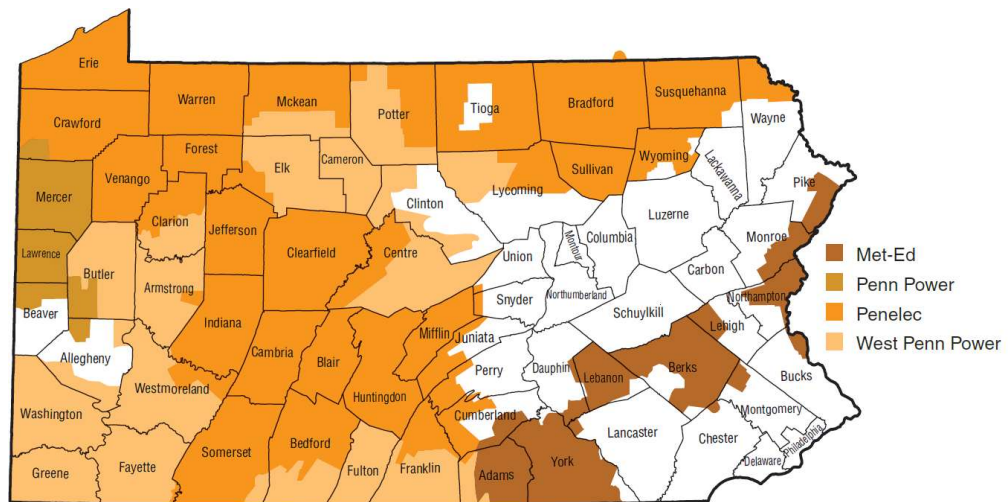 Erie
Crawford
Warren
Mckean
Potter
Tioga
Bradford
Susquehanna
Wayne
Forest
Elk
Cameron
Sullivan
Wyoming
Lackawanna
Mercer
Venango
Clarion
Jefferson
Clearfield
Clinton
Lycoming
Luzerne
Pike
Monroe
Lawrence
Butler
Armstrong
Centre
Union
Montour
Columbia
Carbon
Beaver
Allegheny
Indiana
Cambria
Blair
Mifflin
Snyder
Northumberland
Schuylkill
Northampton
Lehigh
Juniata
Perry
Dauphin
Lebanon
Berks
Bucks
Westmoreland
Huntingdon
Washington
Cumberland
Montgomery
Philadelphia
Greene
Fayette
Somerset
Bedford
Fulton
Franklin
Adams
York
Lancaster
Chester
Delaware
Met-Ed
Penn Power
Penelec
West Penn Power